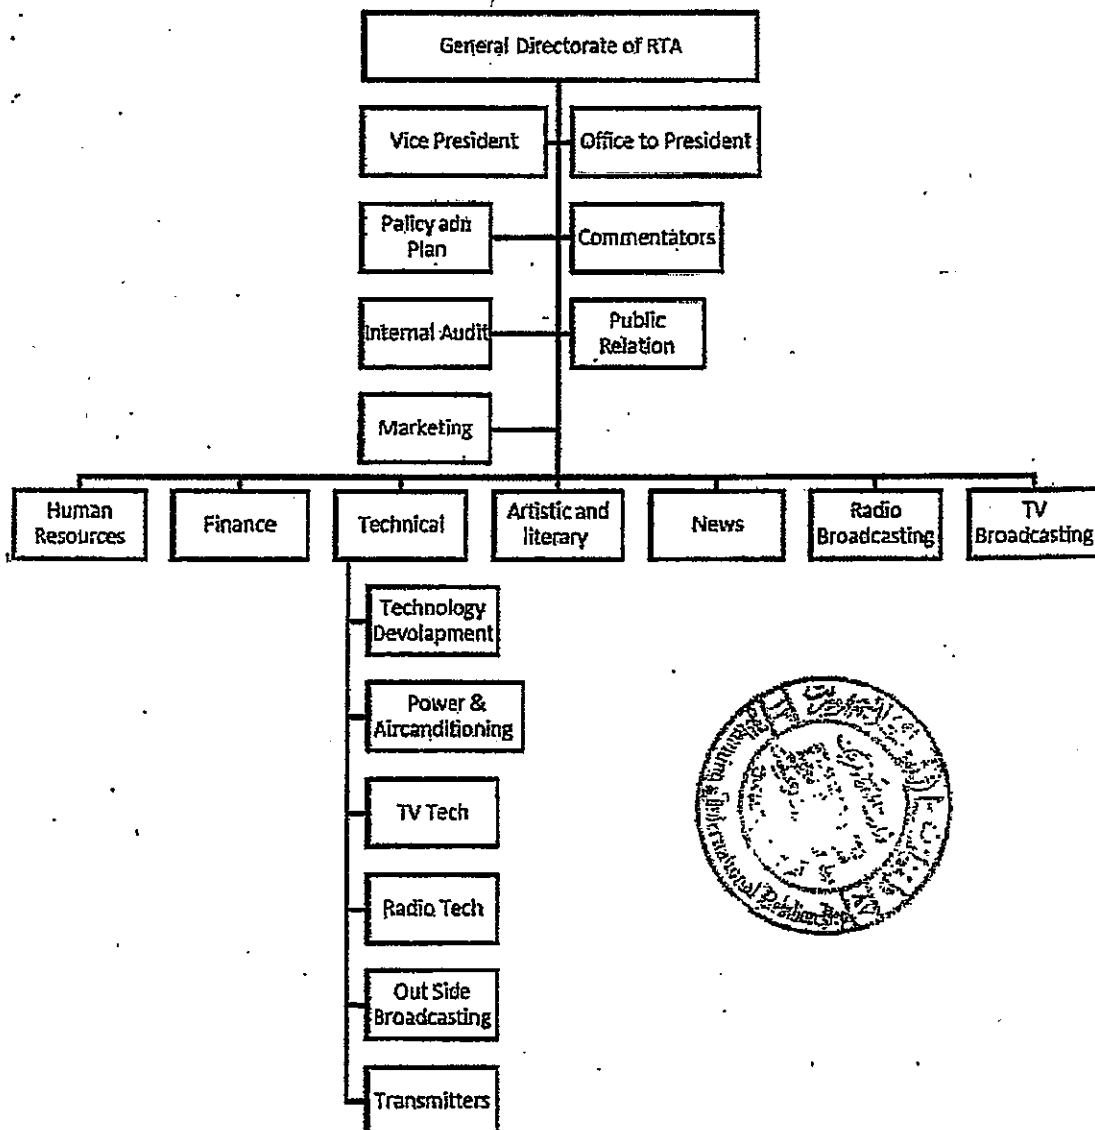 General Directorate of RTA
Vice President
Office to President
Palicy adn
Plan
Commentators
Internal Audit
Public
Relation
Marketing
Human
Resources
Finance
Technical
Artistic and
literary
News
Radio
Broadcasting
TV
Broadcasting
Technology
Devolapment
Power &
Aircanditioning
TV Tech
Radio Tech
Out Side
Broadcasting
Transmitters